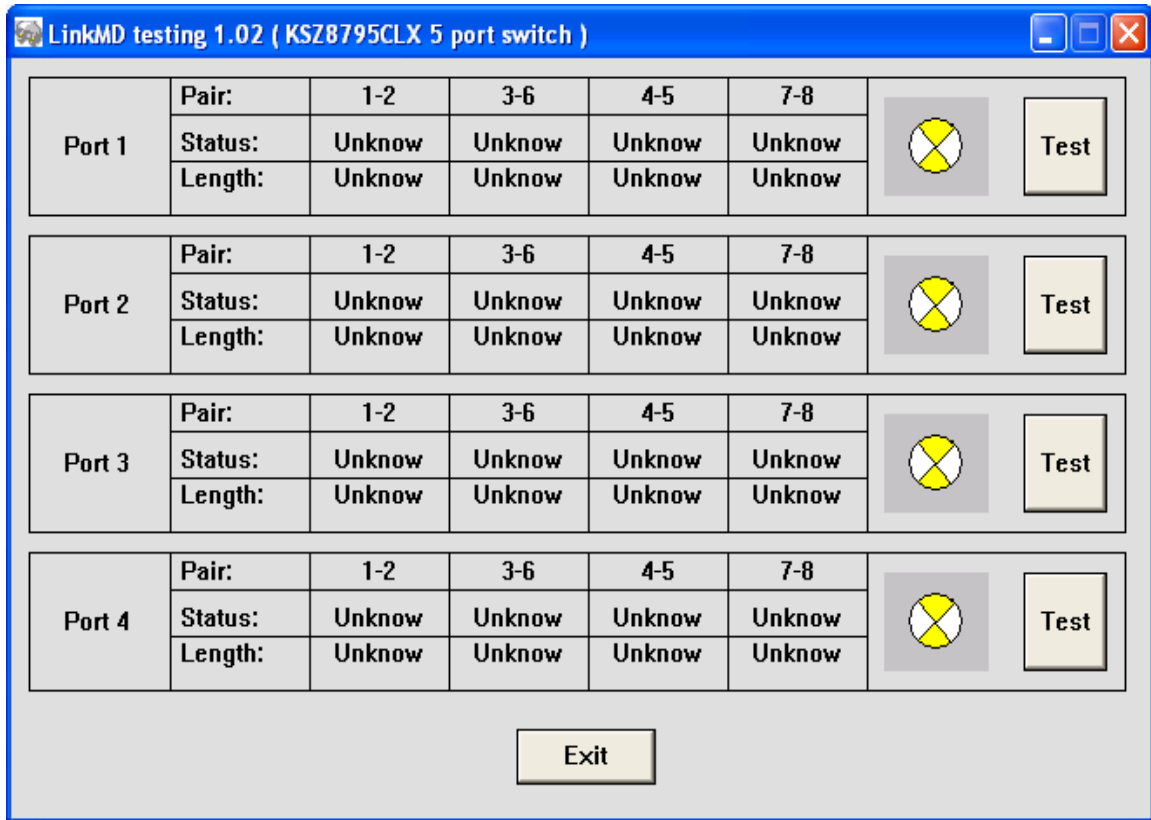 LinkMD testing 1.02 ( KSZ8795CLX 5 port switch )
Port 1
Pair: 1-2 3-6 4-5 7-8
Status: Unknow Unknow Unknow Unknow
Length: Unknow Unknow Unknow Unknow
Test
Port 2
Pair: 1-2 3-6 4-5 7-8
Status: Unknow Unknow Unknow Unknow
Length: Unknow Unknow Unknow Unknow
Test
Port 3
Pair: 1-2 3-6 4-5 7-8
Status: Unknow Unknow Unknow Unknow
Length: Unknow Unknow Unknow Unknow
Test
Port 4
Pair: 1-2 3-6 4-5 7-8
Status: Unknow Unknow Unknow Unknow
Length: Unknow Unknow Unknow Unknow
Test
Exit